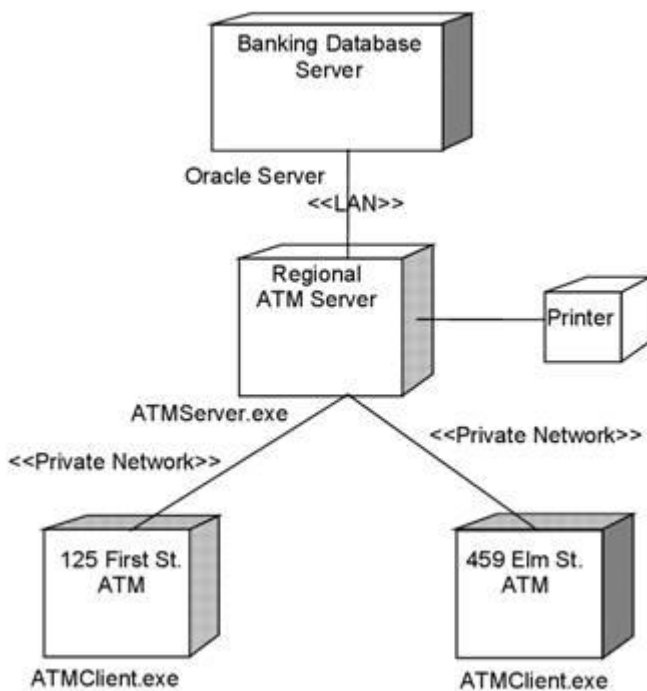 Banking Database
Server
Oracle Server
<<LAN>>
Regional
ATM Server
Printer
ATMServer.exe
<<Private Network>>
<<Private Network>>
125 First St.
ATM
459 Elm St.
ATM
ATMClient.exe
ATMClient.exe